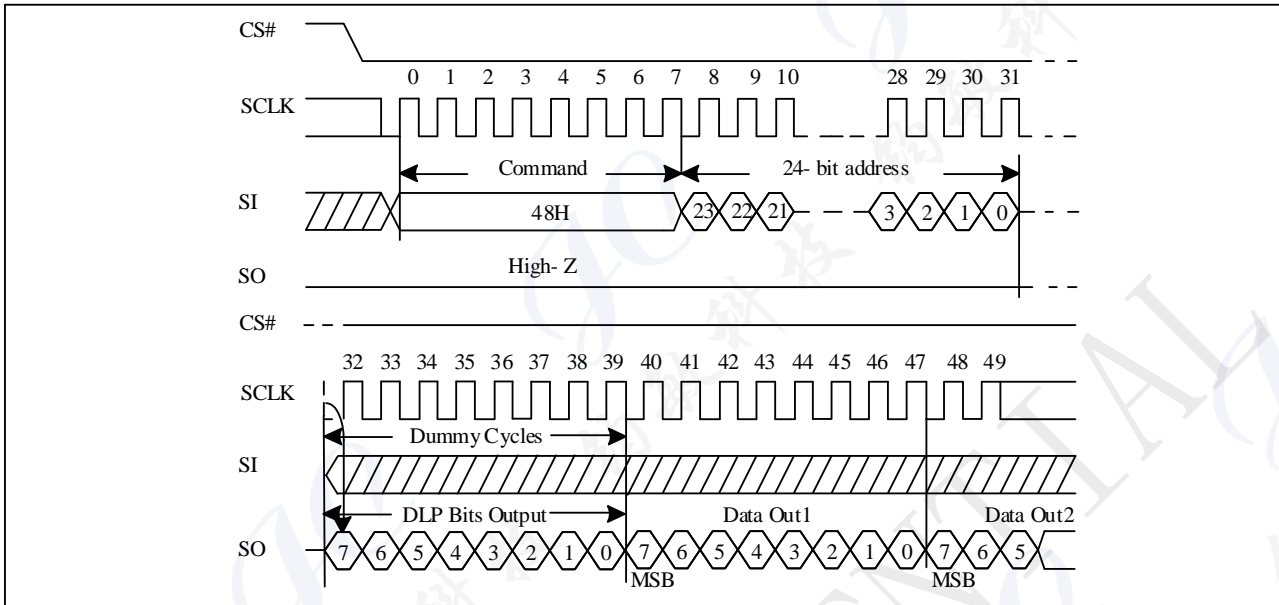 CS#
0 1 2 3 4 5 6 7 8 9 10 28 29 30 31
SCLK
Command 24- bit address
SI
48H 23 22 21 3 2 1 0
High- Z
SO
CS#
32 33 34 35 36 37 38 39 40 41 42 43 44 45 46 47 48 49
SCLK
Dummy Cycles
SI
DLP Bits Output Data Out1 Data Out2
SO 7 6 5 4 3 2 1 0 7 6 5 4 3 2 1 0 7 6 5
MSB MSB
NTIAL